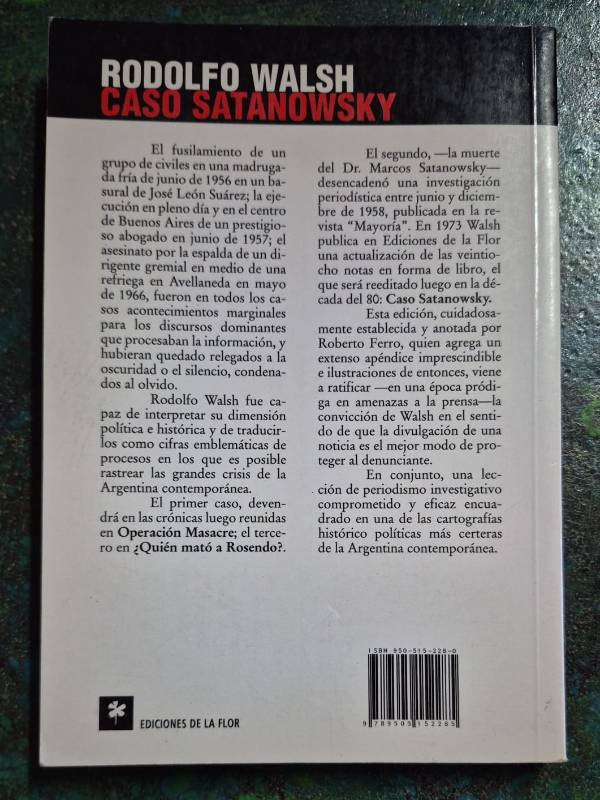 RODOLFO WALSH
CASO SATANOWSKY
El fusilamiento de un
grupo de civiles en una madruga-
da fría de junio de 1956 en un ba-
sural de José León Suárez; la eje-
cución en pleno día y en el centro
de Buenos Aires de un prestigio-
so abogado en junio de 1957; el
asesinato por la espalda de un di-
rigente gremial en medio de una
refriega en Avellaneda en mayo
de 1966, fueron en todos los ca-
sos acontecimientos marginales
para los discursos dominantes
que procesaban la información, y
hubieran quedado relegados a la
oscuridad o el silencio, condena-
dos al olvido.
Rodolfo Walsh fue ca-
paz de interpretar su dimensión
política e histórica y de traducir-
los como cifras emblemáticas de
procesos en los que es posible
rastrear las grandes crisis de la
Argentina contemporánea.
El primer caso, deven-
drá en las crónicas luego reunidas
en Operación Masacre; el terce-
ro en ¿Quién mató a Rosendo?.
El segundo, —la muerte
del Dr. Marcos Satanowsky—
desencadenó una investigación
periodística entre junio y diciem-
bre de 1958, publicada en la re-
vista “Mayoría”. En 1973 Walsh
publica en Ediciones de la Flor
una actualización de las veintio-
cho notas en forma de libro, el
que será reeditado luego en la dé-
cada del 80: Caso Satanowsky.
Esta edición, cuidadosa-
mente establecida y anotada por
Roberto Ferro, quien agrega un
extenso apéndice imprescindible
e ilustraciones de entonces, viene
a ratificar —en una época pródi-
ga en amenazas a la prensa—la
convicción de Walsh en el senti-
do de que la divulgación de una
noticia es el mejor modo de pro-
teger al denunciante.
En conjunto, una lec-
ción de periodismo investigativo
comprometido y eficaz encua-
drado en una de las cartografías
histórico políticas más certeras
de la Argentina contemporánea.
ISBN 950-515-228-0
9 789505 152285
EDICIONES DE LA FLOR